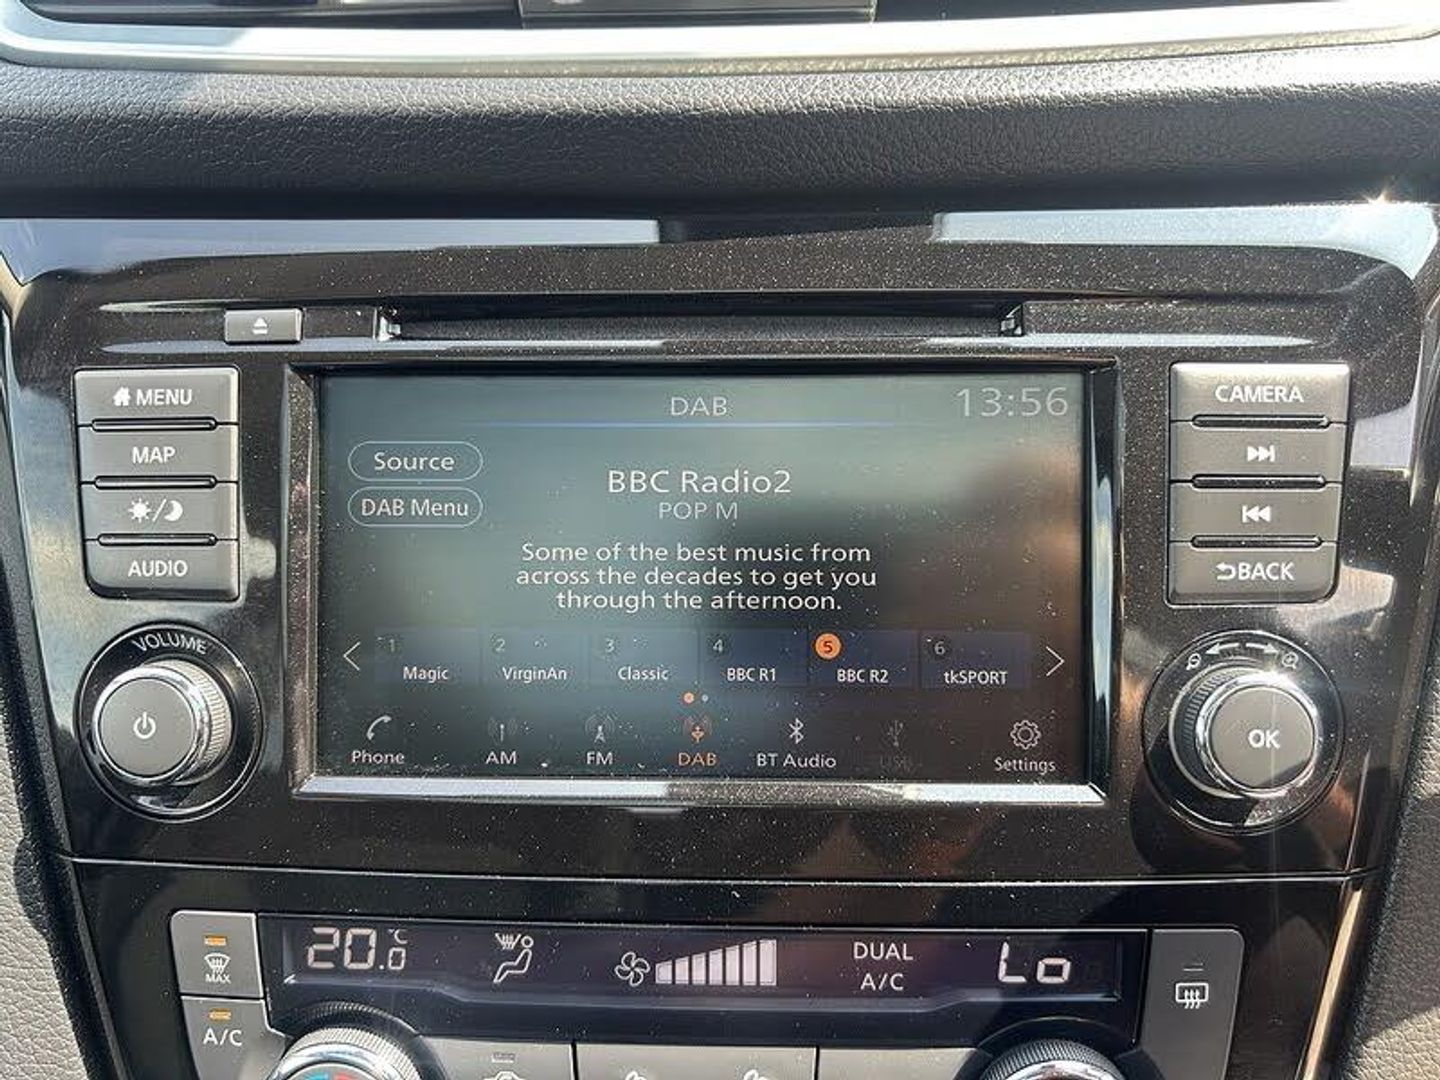 MENU
MAP
AUDIO
VOLUME
DAB
13:56
Source
DAB Menu
BBC Radio2
POP M
Some of the best music from
across the decades to get you
through the afternoon.
1 Magic
2 VirginAn
3 Classic
4 BBC R1
5 BBC R2
6 tkSPORT
Phone
AM
FM
DAB
BT Audio
USB
Settings
CAMERA
BACK
OK
MAX
A/C
20.0°C
DUAL
A/C
Lo